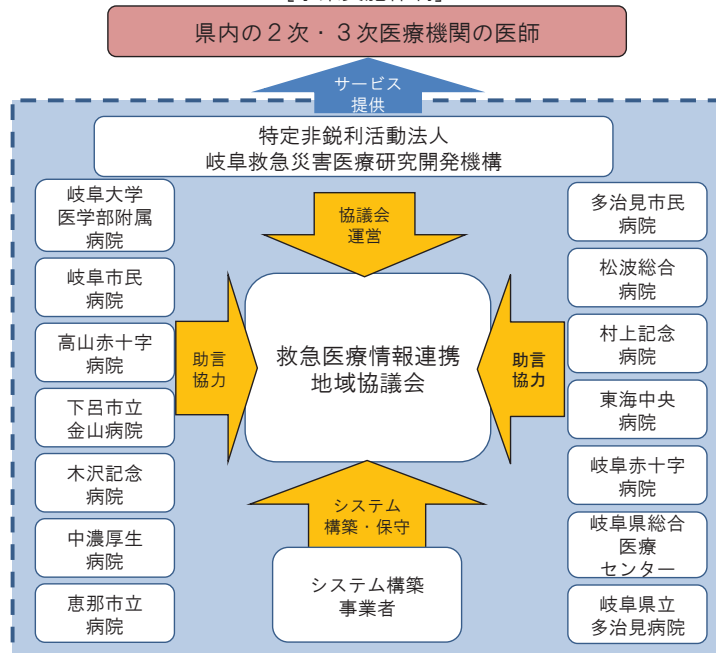 県内の２次・３次医療機関の医師
サービス
提供
特定非鋭利活動法人
岐阜救急災害医療研究開発機構
岐阜大学
医学部附属
病院
岐阜市民
病院
高山赤十字
病院
下呂市立
金山病院
木沢記念
病院
中濃厚生
病院
恵那市立
病院
協議会
運営
助言
協力
救急医療情報連携
地域協議会
助言
協力
システム
構築・保守
システム構築
事業者
多治見市民
病院
松波総合
病院
村上記念
病院
東海中央
病院
岐阜赤十字
病院
岐阜県総合
医療
センター
岐阜県立
多治見病院